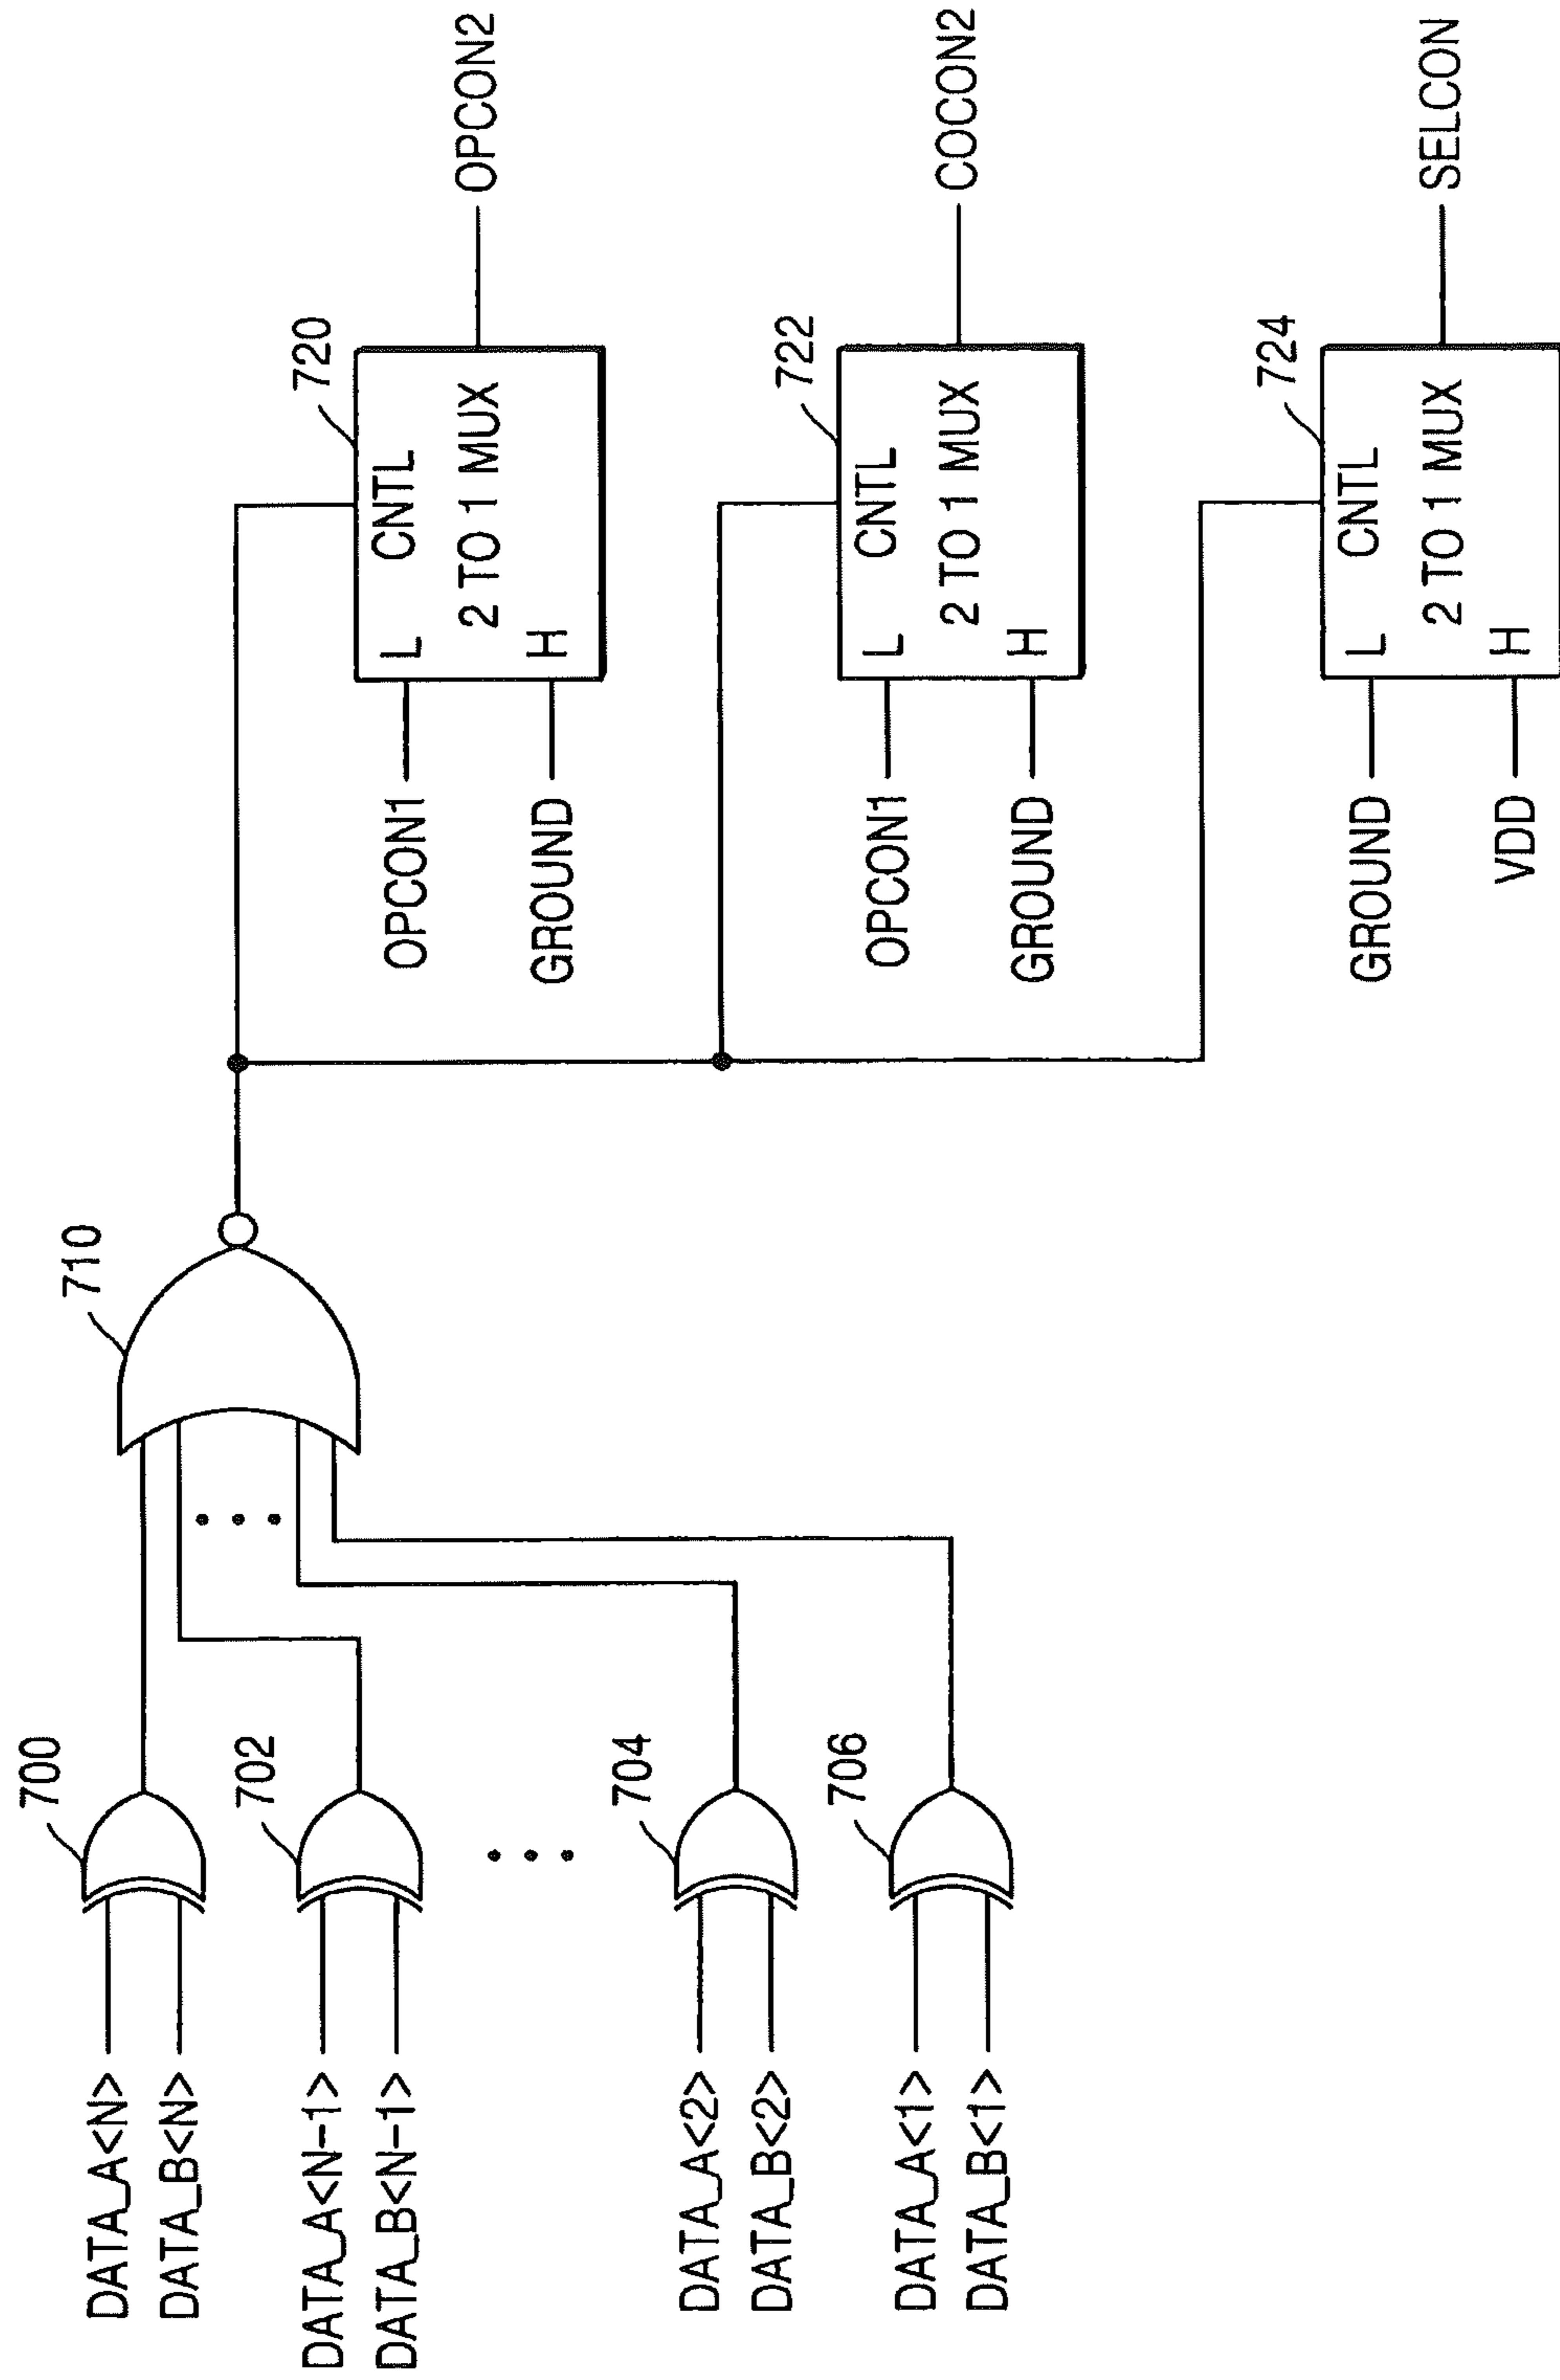 DATA_A<N>
DATA_B<N>
700
DATA_A<N-1>
DATA_B<N-1>
702
DATA_A<2>
DATA_B<2>
704
DATA_A<1>
DATA_B<1>
706
710
720
OPCON1
L CNTL
2 TO 1 MUX
GROUND
H
OPCON2
722
OPCON1
L CNTL
2 TO 1 MUX
GROUND
H
COCON2
724
GROUND
L CNTL
2 TO 1 MUX
VDD
H
SELCON